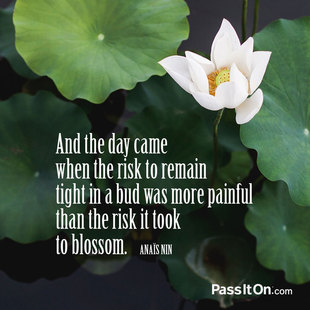 And the day came
when the risk to remain
tight in a bud was more painful
than the risk it took
to blossom. ANAÏS NIN
PassItOn.com